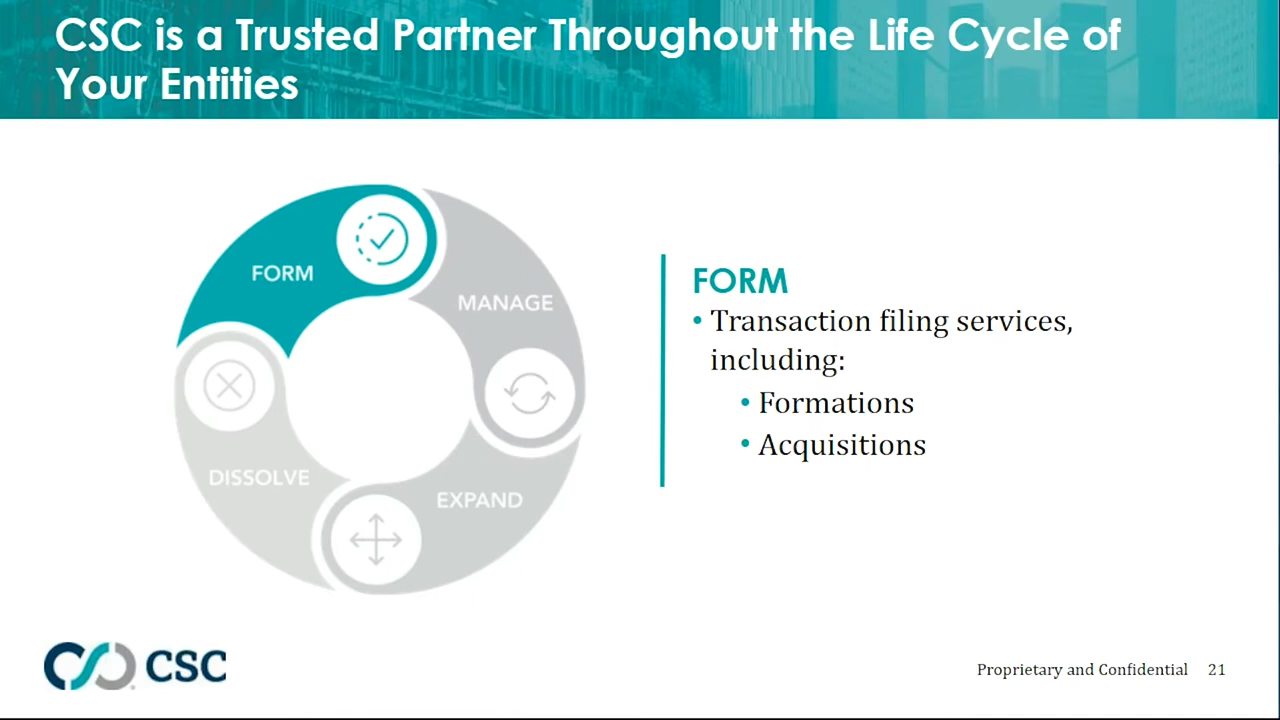 CSC is a Trusted Partner Throughout the Life Cycle of
Your Entities
FORM
MANAGE
EXPAND
DISSOLVE
FORM
• Transaction filing services,
including:
• Formations
• Acquisitions
CSC
Proprietary and Confidential 21